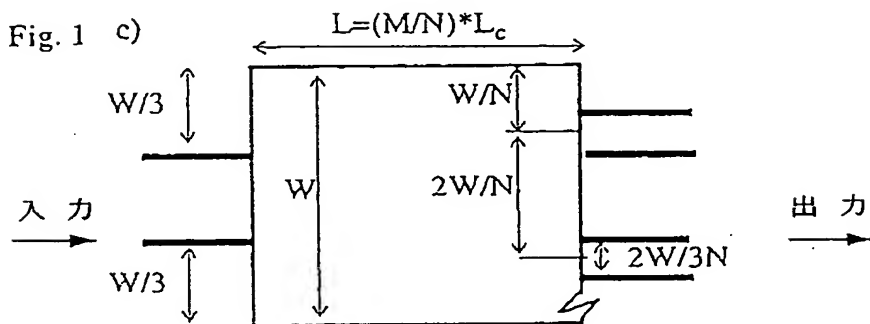 Fig. 1 c)
L=(M/N)*Lc
W/3
W/N
W
2W/N
入 力
出 力
W/3
2W/3N